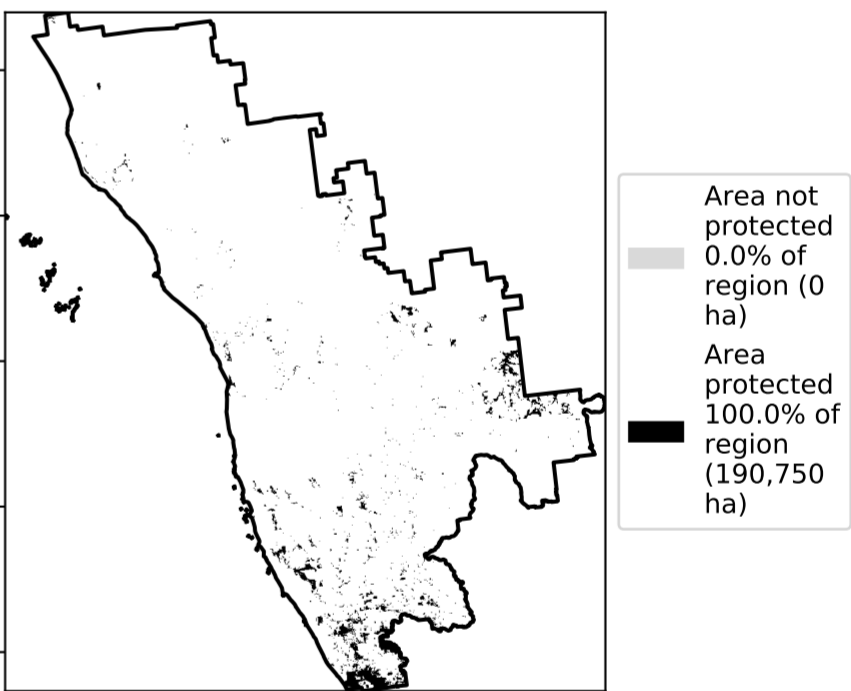 Area not
protected
0.0% of
region (0
ha)
Area
protected
100.0% of
region
(190,750
ha)